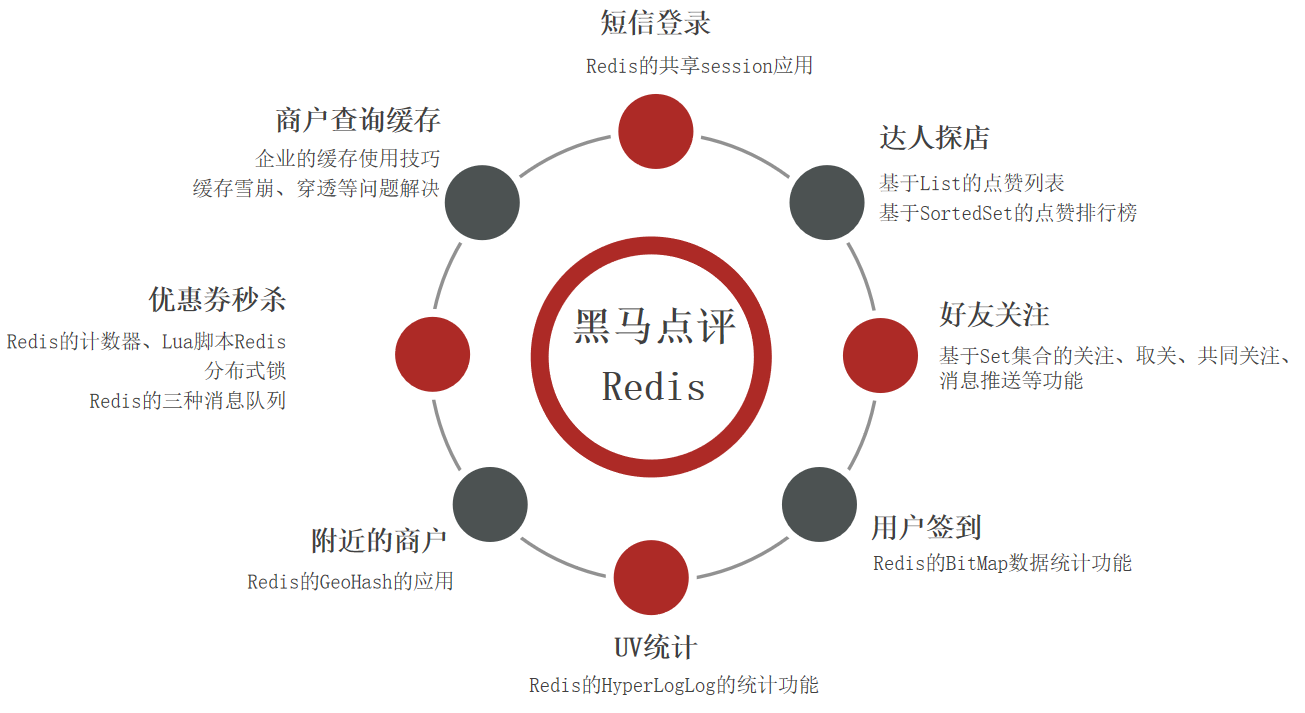 短信登录
Redis的共享session应用
达人探店
基于List的点赞列表
基于SortedSet的点赞排行榜
好友关注
基于Set集合的关注、取关、共同关注、
消息推送等功能
用户签到
Redis的BitMap数据统计功能
UV统计
Redis的HyperLogLog的统计功能
附近的商户
Redis的GeoHash的应用
优惠券秒杀
Redis的计数器、Lua脚本Redis
分布式锁
Redis的三种消息队列
商户查询缓存
企业的缓存使用技巧
缓存雪崩、穿透等问题解决
黑马点评
Redis